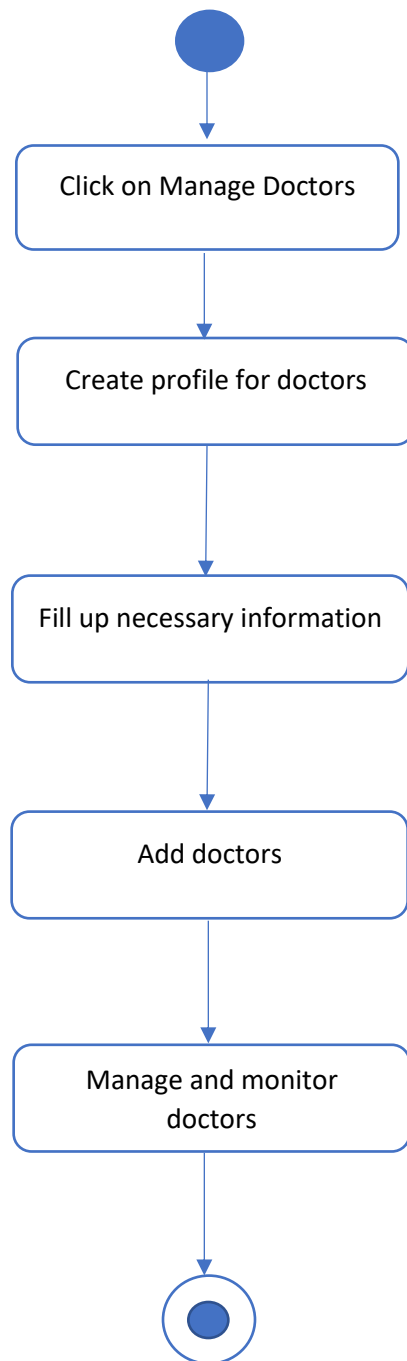 Click on Manage Doctors
Create profile for doctors
Fill up necessary information
Add doctors
Manage and monitor
doctors